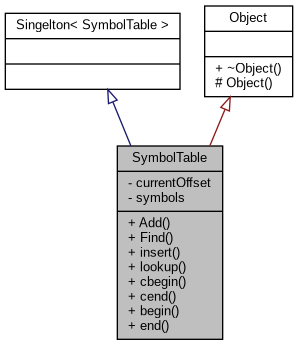 Singelton< SymbolTable >
Object
+ ~Object()
# Object()
SymbolTable
- currentOffset
- symbols
+ Add()
+ Find()
+ insert()
+ lookup()
+ cbegin()
+ cend()
+ begin()
+ end()